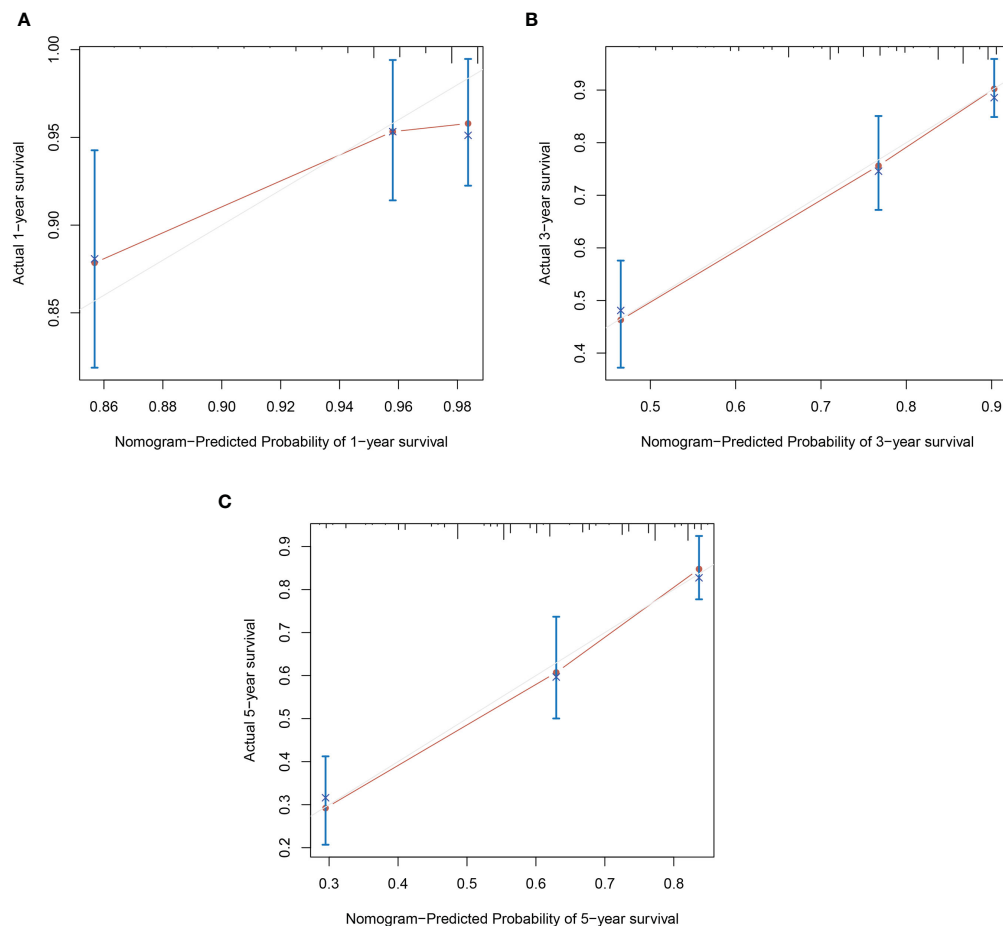 A
Actual 1−year survival
1.00
0.95
0.90
0.85
0.86 0.88 0.90 0.92 0.94 0.96 0.98
Nomogram−Predicted Probability of 1−year survival
B
Actual 3−year survival
0.9
0.8
0.7
0.6
0.5
0.4
0.5 0.6 0.7 0.8 0.9
Nomogram−Predicted Probability of 3−year survival
C
Actual 5−year survival
0.9
0.8
0.7
0.6
0.5
0.4
0.3
0.2
0.3 0.4 0.5 0.6 0.7 0.8
Nomogram−Predicted Probability of 5−year survival